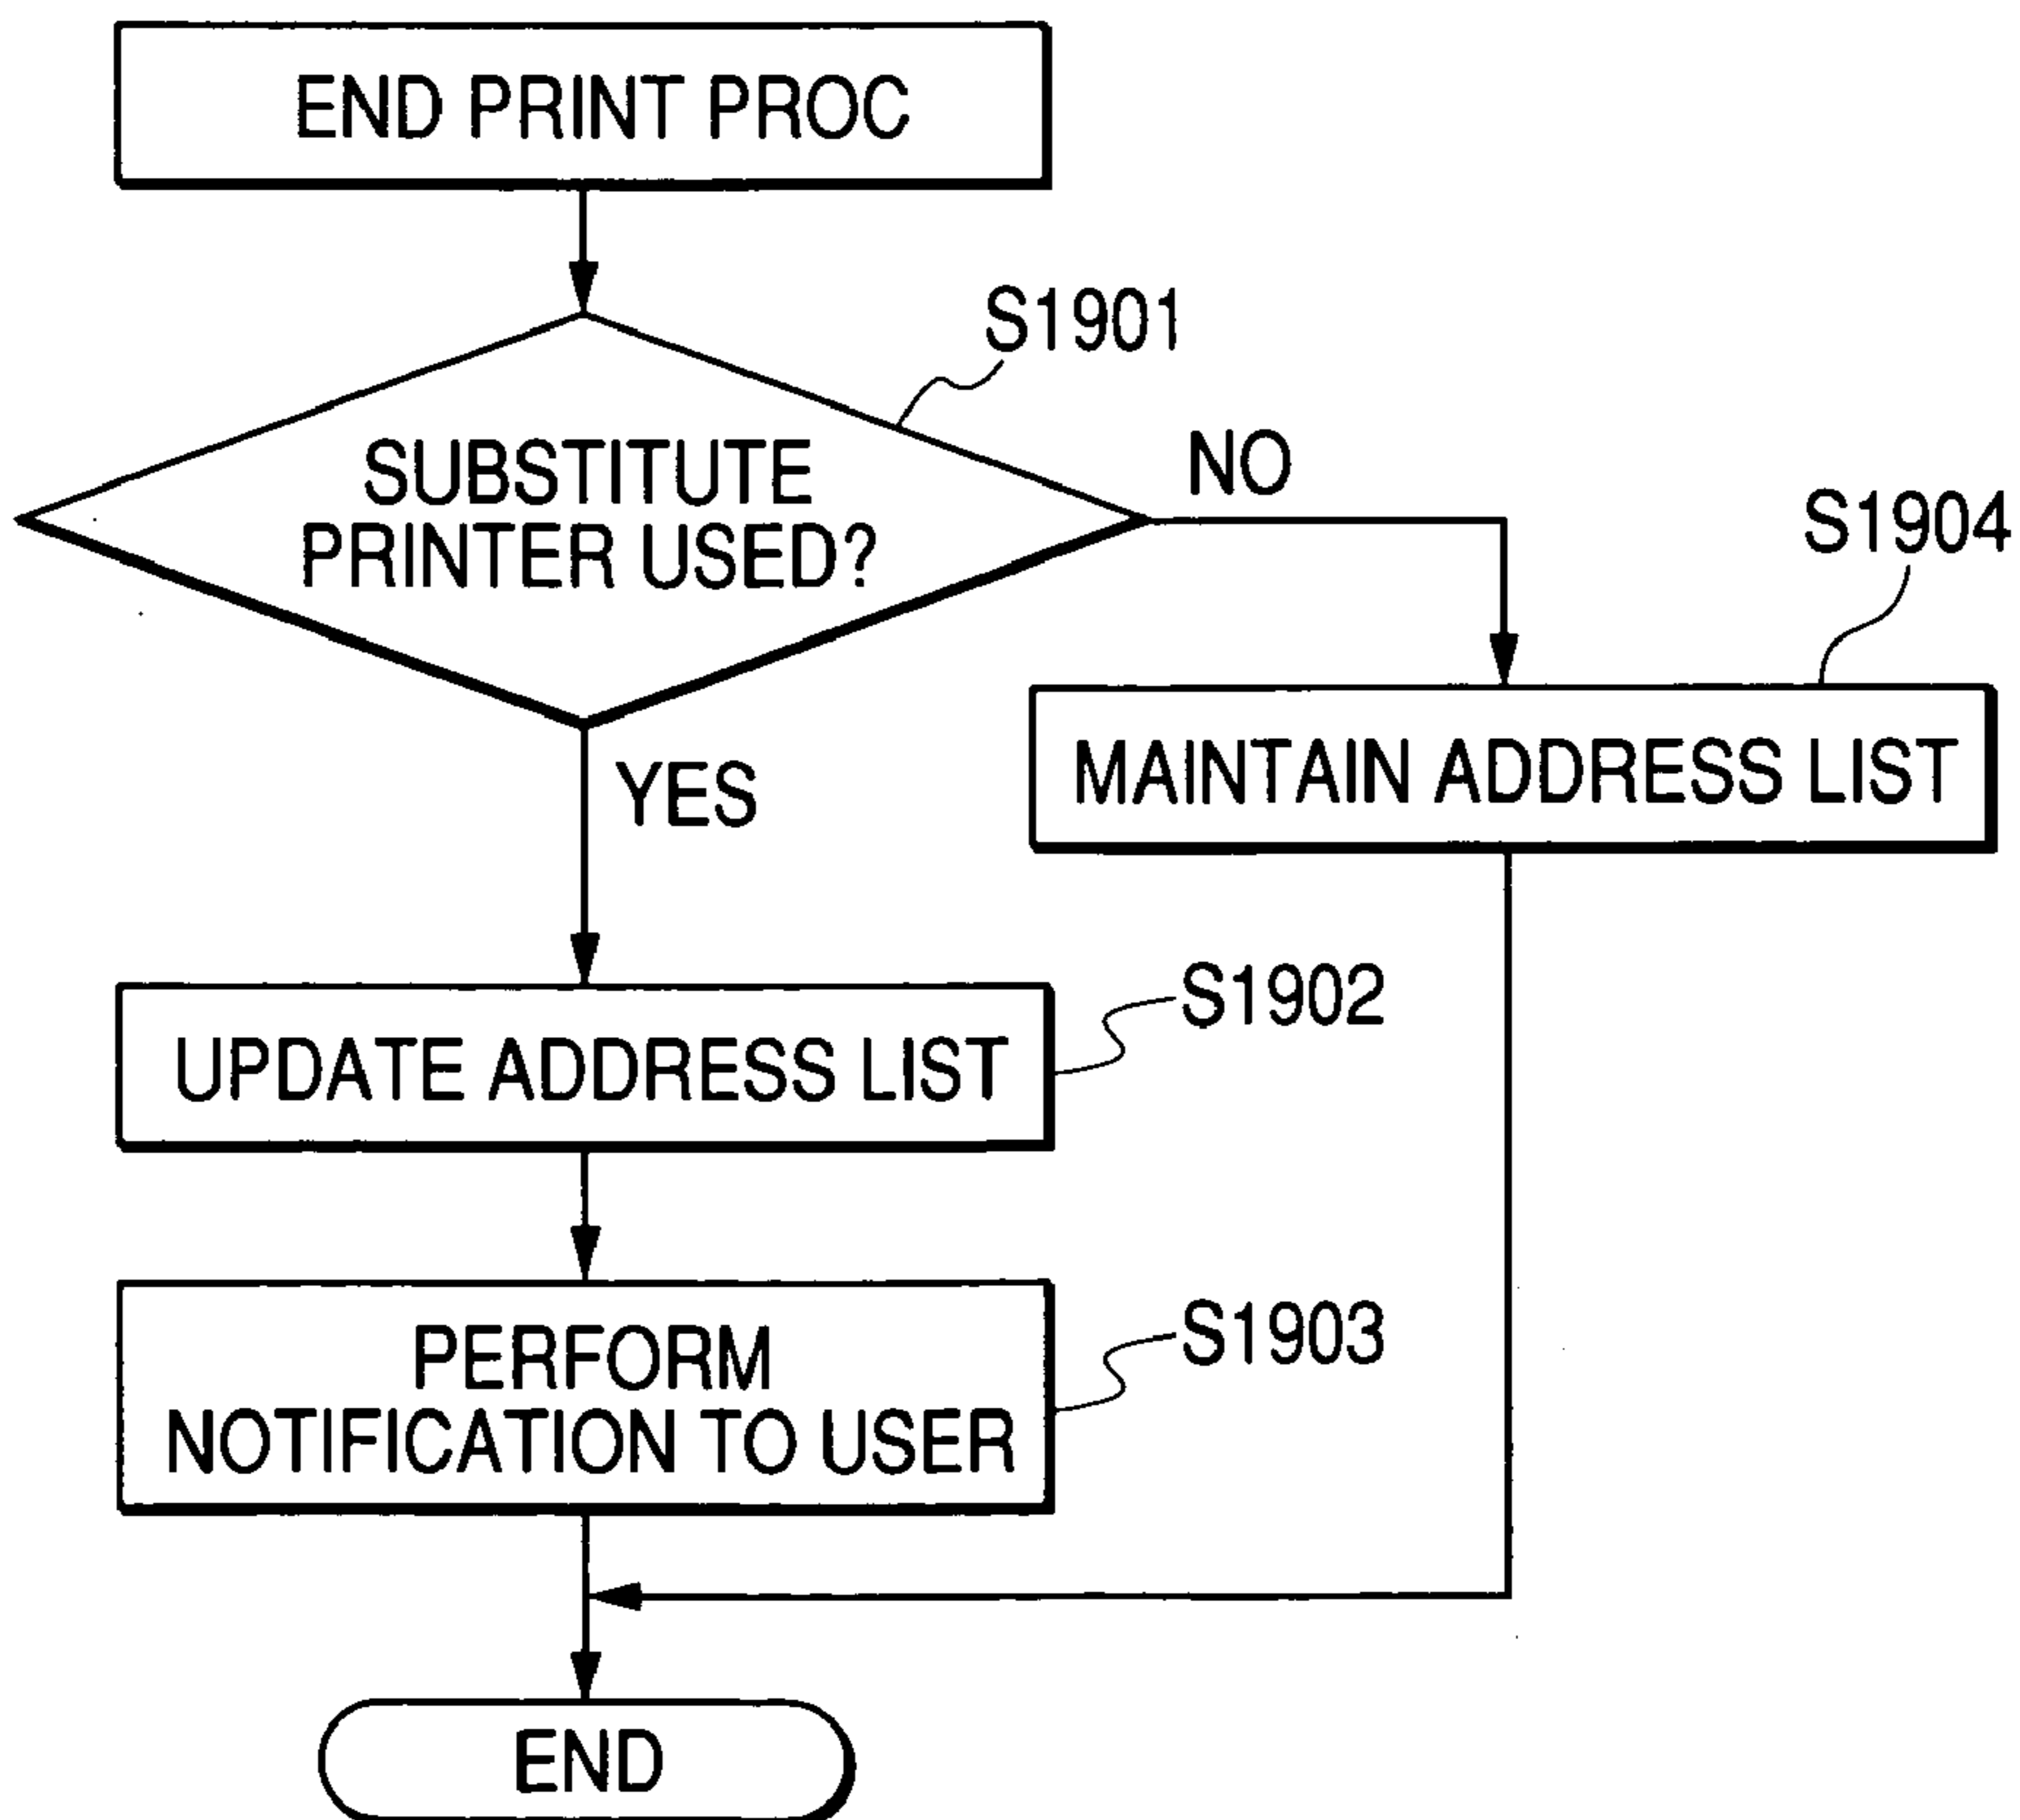 END PRINT PROC
S1901
SUBSTITUTE
PRINTER USED?
NO
S1904
YES
MAINTAIN ADDRESS LIST
S1902
UPDATE ADDRESS LIST
S1903
PERFORM
NOTIFICATION TO USER
END